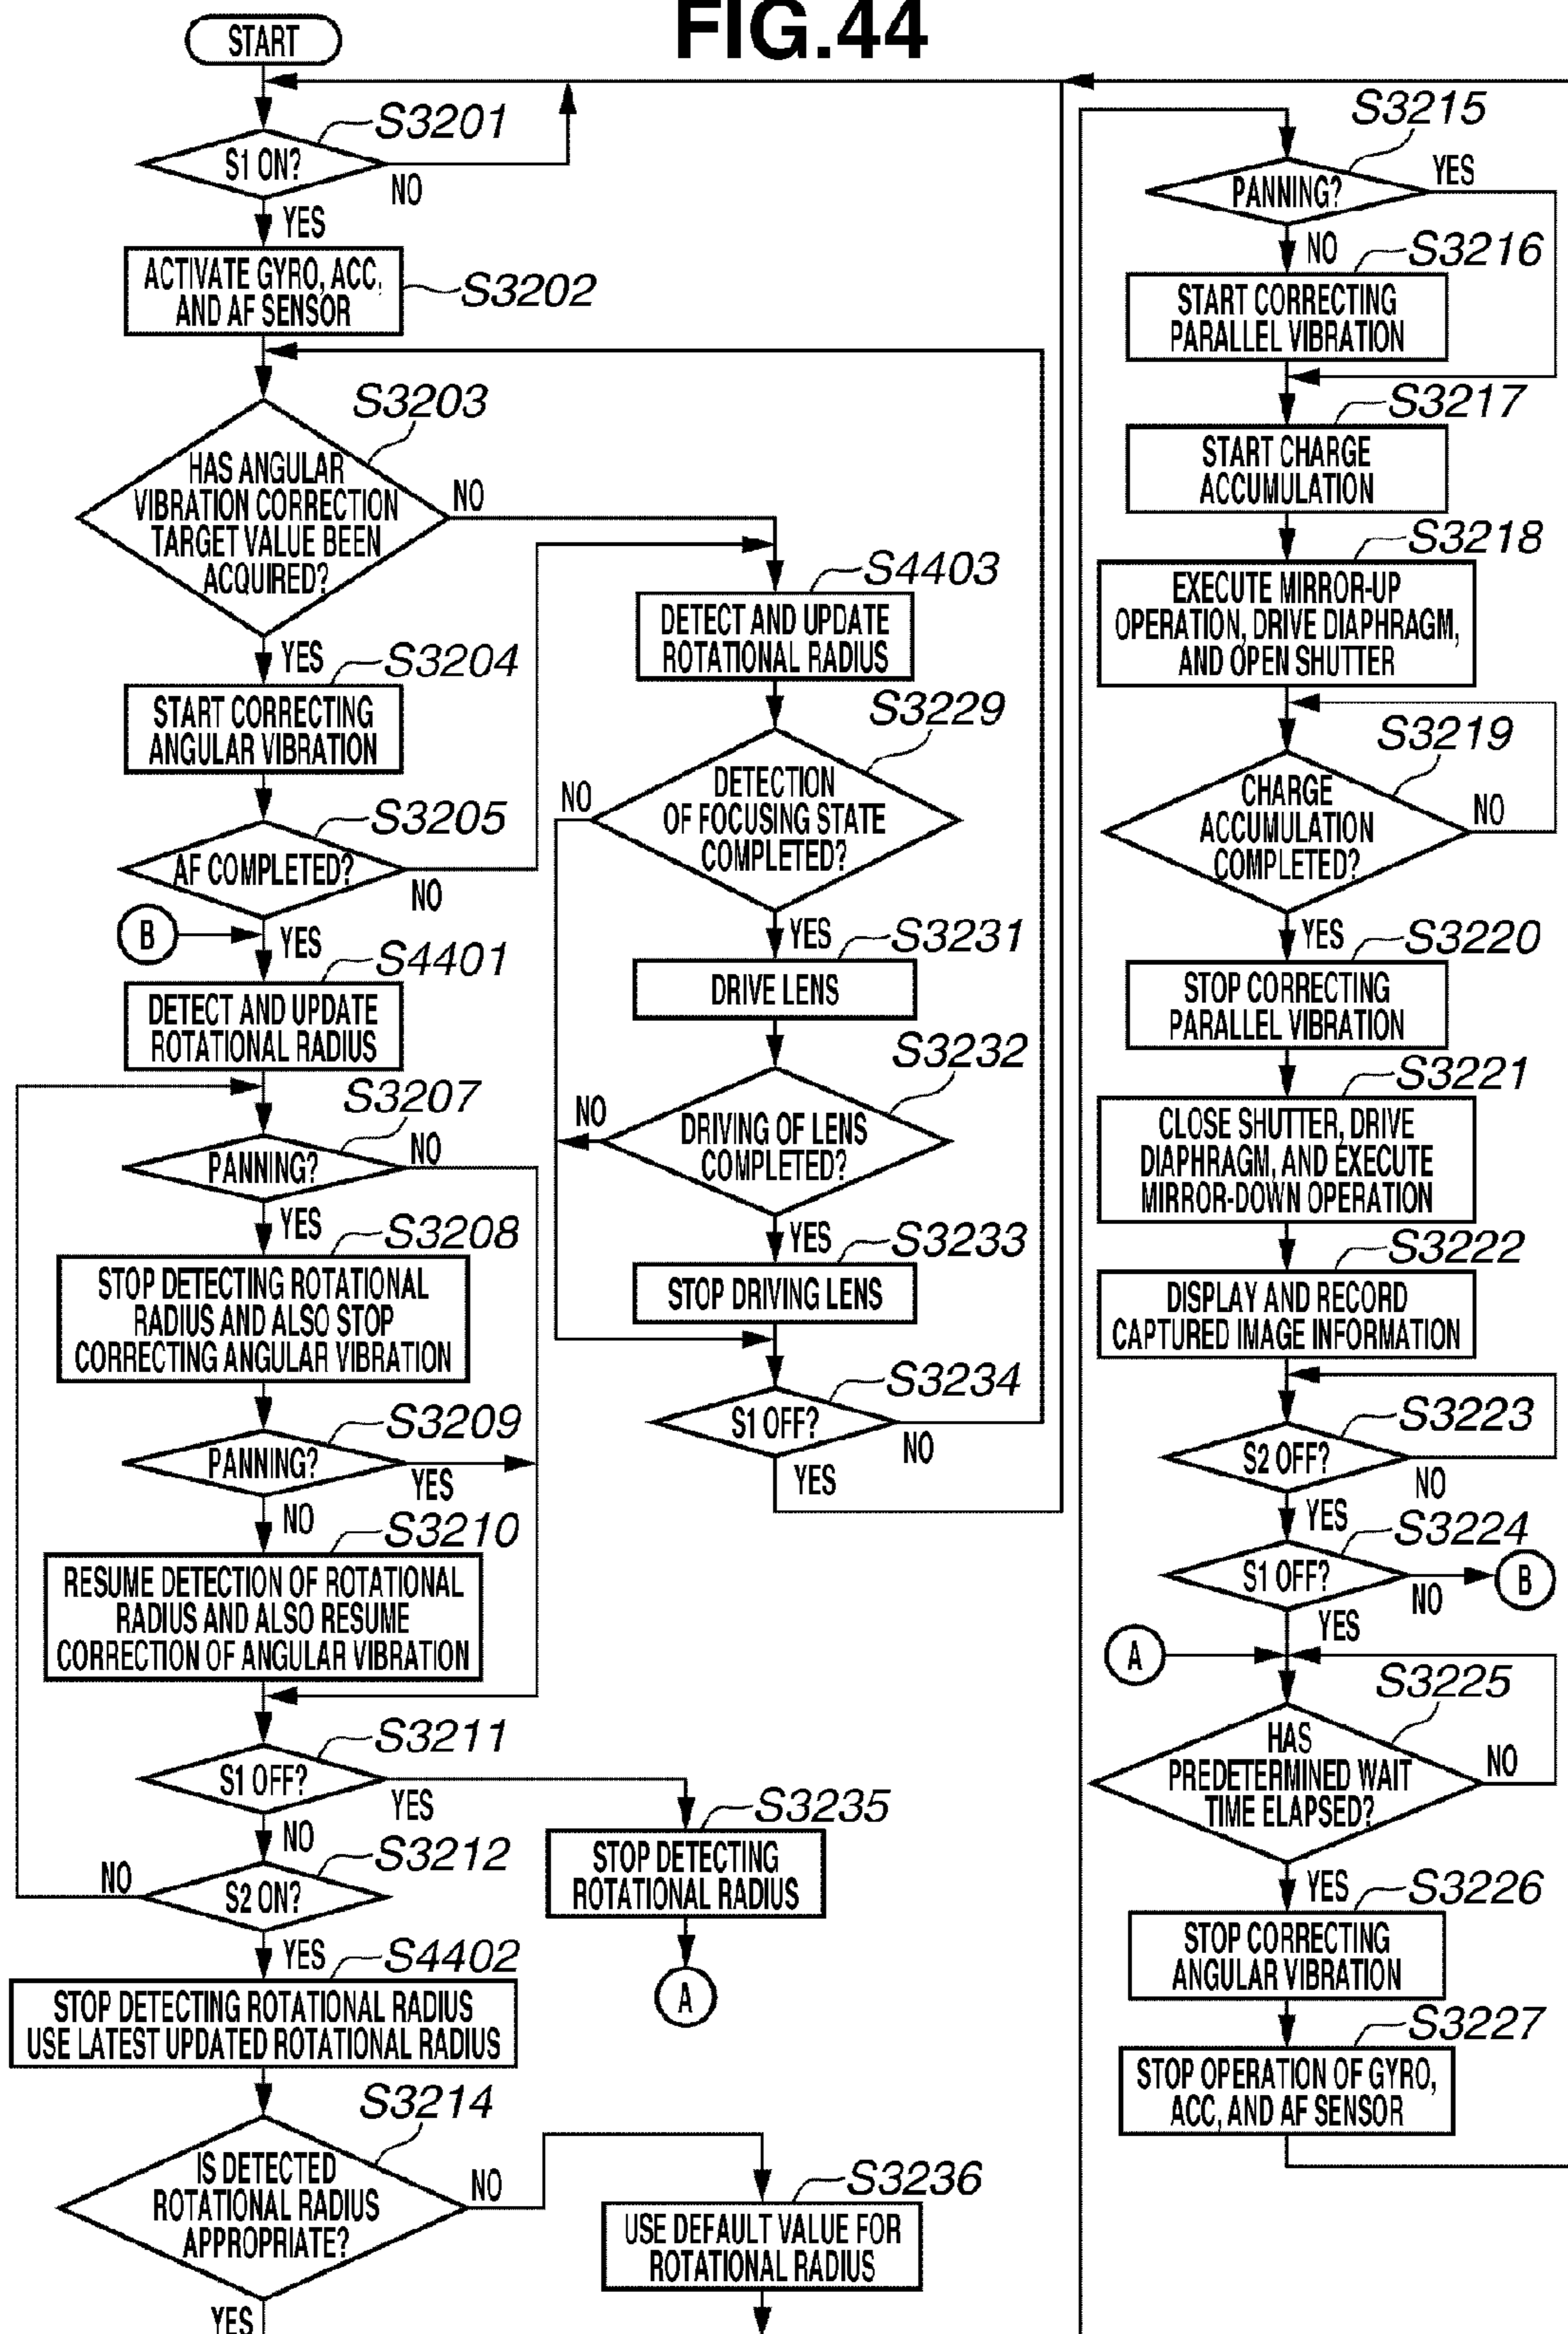 FIG.44
START
S3201
S1 ON?
NO
YES
ACTIVATE GYRO, ACC,
AND AF SENSOR
S3202
S3203
HAS ANGULAR
VIBRATION CORRECTION
TARGET VALUE BEEN
ACQUIRED?
NO
YES
S3204
START CORRECTING
ANGULAR VIBRATION
S3205
AF COMPLETED?
NO
B
YES
S4401
DETECT AND UPDATE
ROTATIONAL RADIUS
S3207
PANNING?
NO
YES
S3208
STOP DETECTING ROTATIONAL
RADIUS AND ALSO STOP
CORRECTING ANGULAR VIBRATION
S3209
PANNING?
YES
NO
S3210
RESUME DETECTION OF ROTATIONAL
RADIUS AND ALSO RESUME
CORRECTION OF ANGULAR VIBRATION
S3211
S1 OFF?
YES
NO
S3212
NO
S2 ON?
YES
S4402
STOP DETECTING ROTATIONAL RADIUS
USE LATEST UPDATED ROTATIONAL RADIUS
S3214
IS DETECTED
ROTATIONAL RADIUS
APPROPRIATE?
NO
YES
S4403
DETECT AND UPDATE
ROTATIONAL RADIUS
S3229
NO
DETECTION
OF FOCUSING STATE
COMPLETED?
YES
S3231
DRIVE LENS
S3232
NO
DRIVING OF LENS
COMPLETED?
YES
S3233
STOP DRIVING LENS
S3234
S1 OFF?
NO
YES
S3235
STOP DETECTING
ROTATIONAL RADIUS
A
S3236
USE DEFAULT VALUE FOR
ROTATIONAL RADIUS
S3215
PANNING?
YES
NO
S3216
START CORRECTING
PARALLEL VIBRATION
S3217
START CHARGE
ACCUMULATION
S3218
EXECUTE MIRROR-UP
OPERATION, DRIVE DIAPHRAGM,
AND OPEN SHUTTER
S3219
CHARGE
ACCUMULATION
COMPLETED?
NO
YES
S3220
STOP CORRECTING
PARALLEL VIBRATION
S3221
CLOSE SHUTTER, DRIVE
DIAPHRAGM, AND EXECUTE
MIRROR-DOWN OPERATION
S3222
DISPLAY AND RECORD
CAPTURED IMAGE INFORMATION
S3223
S2 OFF?
NO
YES
S3224
S1 OFF?
NO
B
YES
A
S3225
HAS
PREDETERMINED WAIT
TIME ELAPSED?
NO
YES
S3226
STOP CORRECTING
ANGULAR VIBRATION
S3227
STOP OPERATION OF GYRO,
ACC, AND AF SENSOR